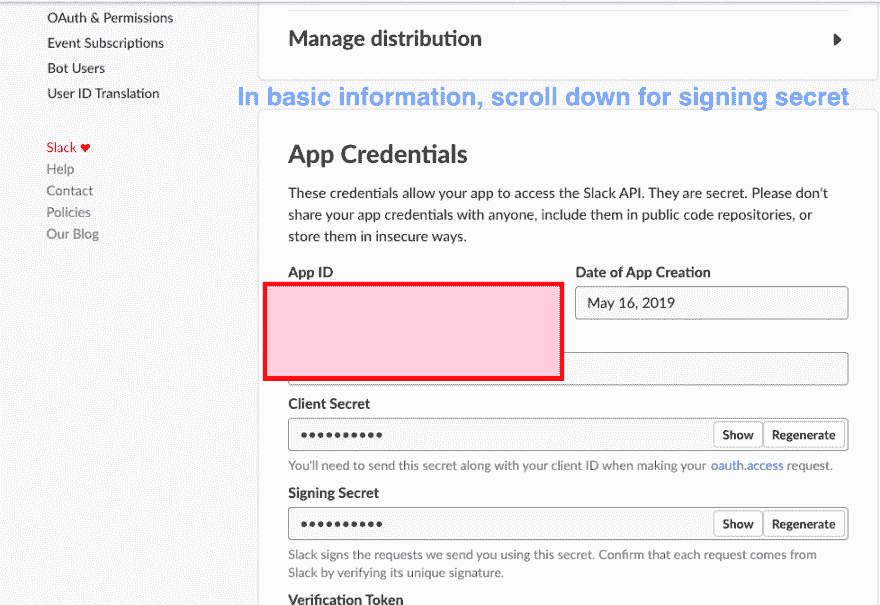 OAuth & Permissions
Event Subscriptions
Bot Users
User ID Translation
Slack ♥
Help
Contact
Policies
Our Blog
Manage distribution
In basic information, scroll down for signing secret
App Credentials
These credentials allow your app to access the Slack API. They are secret. Please don't
share your app credentials with anyone, include them in public code repositories, or
store them in insecure ways.
App ID
Date of App Creation
May 16, 2019
Client Secret
●●●●●●●●●●
Show
Regenerate
You'll need to send this secret along with your client ID when making your oauth.access request.
Signing Secret
●●●●●●●●●●
Show
Regenerate
Slack signs the requests we send you using this secret. Confirm that each request comes from
Slack by verifying its unique signature.
Verification Token